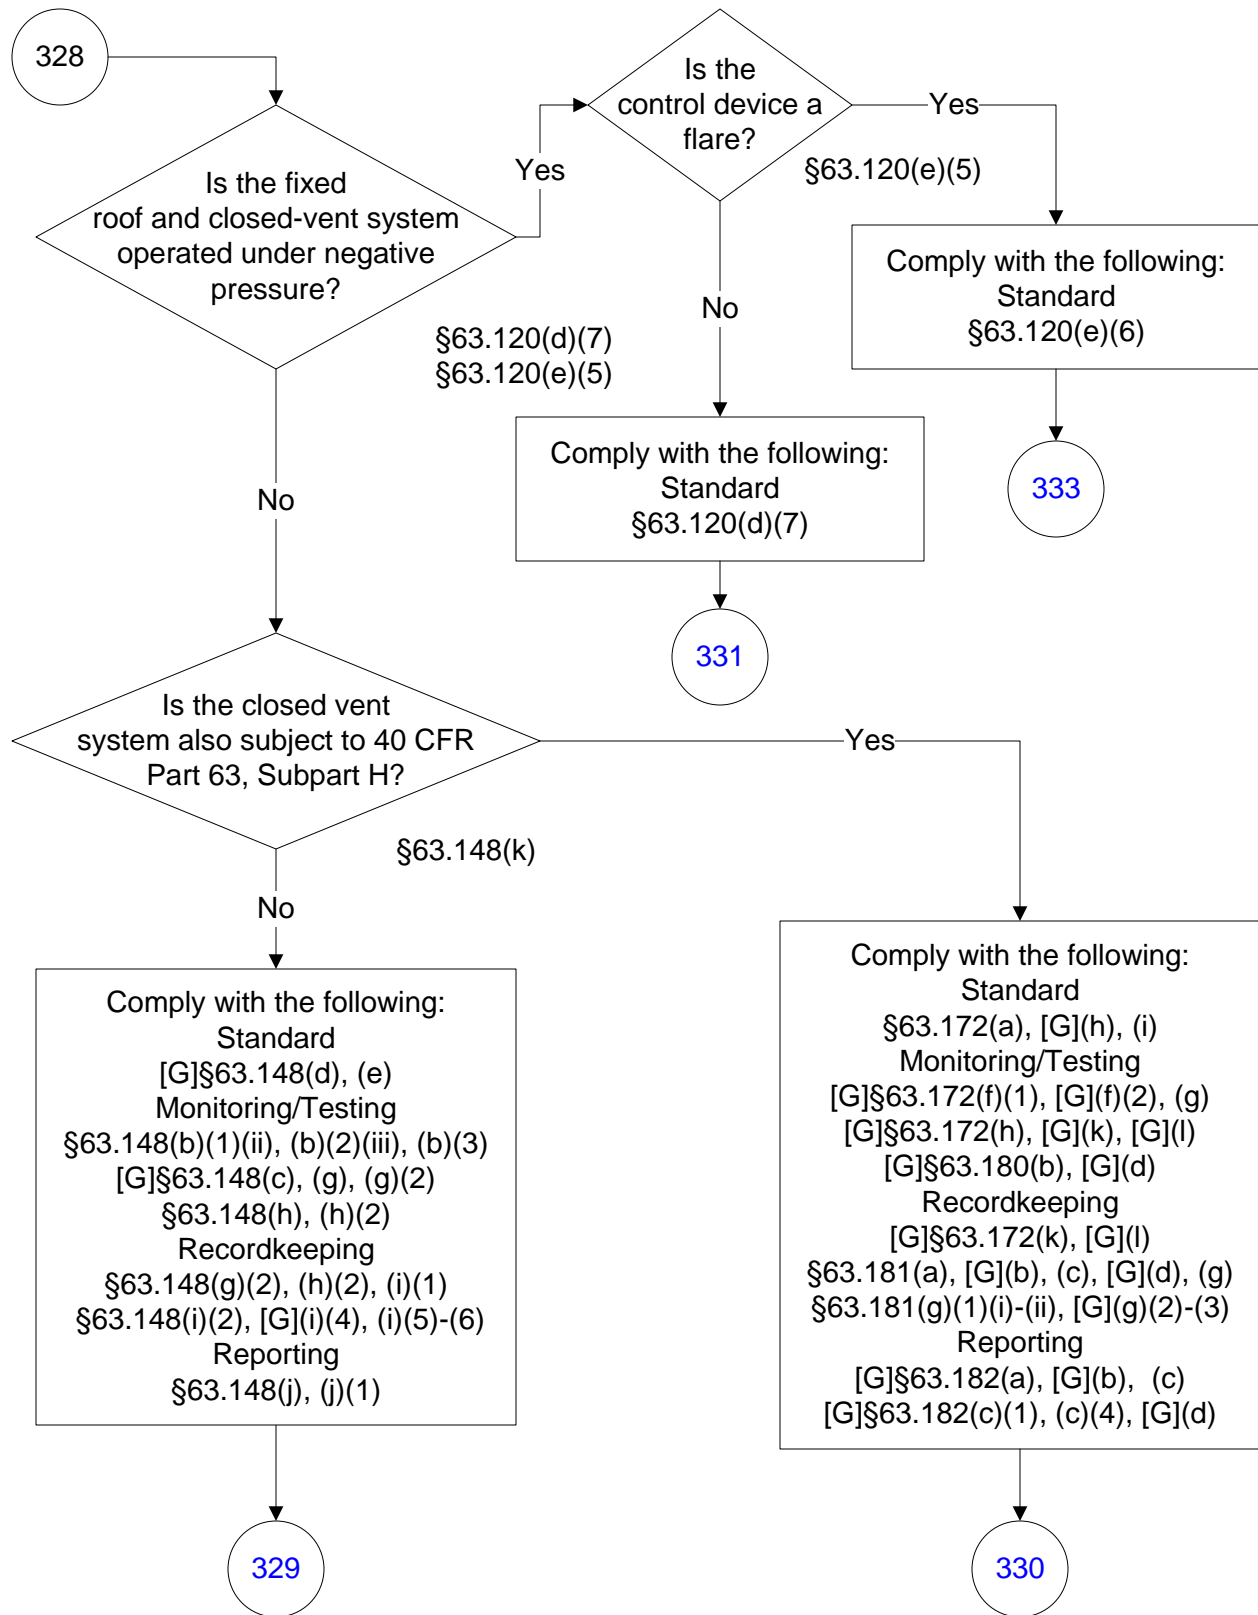 328
Is the fixed
roof and closed-vent system
operated under negative
pressure?
Yes
§63.120(d)(7)
§63.120(e)(5)
Is the
control device a
flare?
Yes
§63.120(e)(5)
Comply with the following:
Standard
§63.120(e)(6)
333
No
Comply with the following:
Standard
§63.120(d)(7)
331
No
Is the closed vent
system also subject to 40 CFR
Part 63, Subpart H?
Yes
§63.148(k)
No
Comply with the following:
Standard
[G]§63.148(d), (e)
Monitoring/Testing
§63.148(b)(1)(ii), (b)(2)(iii), (b)(3)
[G]§63.148(c), (g), (g)(2)
§63.148(h), (h)(2)
Recordkeeping
§63.148(g)(2), (h)(2), (i)(1)
§63.148(i)(2), [G](i)(4), (i)(5)-(6)
Reporting
§63.148(j), (j)(1)
329
Comply with the following:
Standard
§63.172(a), [G](h), (i)
Monitoring/Testing
[G]§63.172(f)(1), [G](f)(2), (g)
[G]§63.172(h), [G](k), [G](l)
[G]§63.180(b), [G](d)
Recordkeeping
[G]§63.172(k), [G](l)
§63.181(a), [G](b), (c), [G](d), (g)
§63.181(g)(1)(i)-(ii), [G](g)(2)-(3)
Reporting
[G]§63.182(a), [G](b), (c)
[G]§63.182(c)(1), (c)(4), [G](d)
330